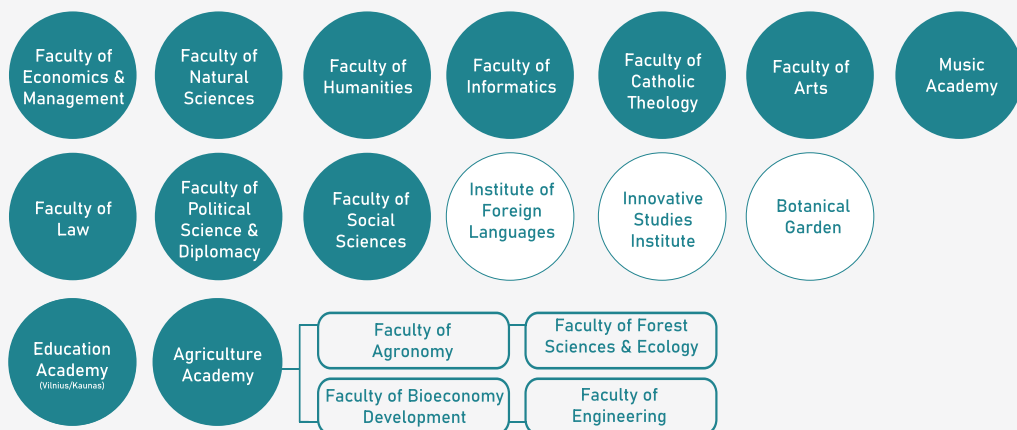 Faculty of
Economics &
Management
Faculty of
Natural
Sciences
Faculty of
Humanities
Faculty of
Informatics
Faculty of
Catholic
Theology
Faculty of
Arts
Music
Academy
Faculty of
Law
Faculty of
Political
Science &
Diplomacy
Faculty of
Social
Sciences
Institute of
Foreign
Languages
Innovative
Studies
Institute
Botanical
Garden
Education
Academy
(Vilnius/Kaunas)
Agriculture
Academy
Faculty of
Agronomy
Faculty of Forest
Sciences & Ecology
Faculty of Bioeconomy
Development
Faculty of
Engineering